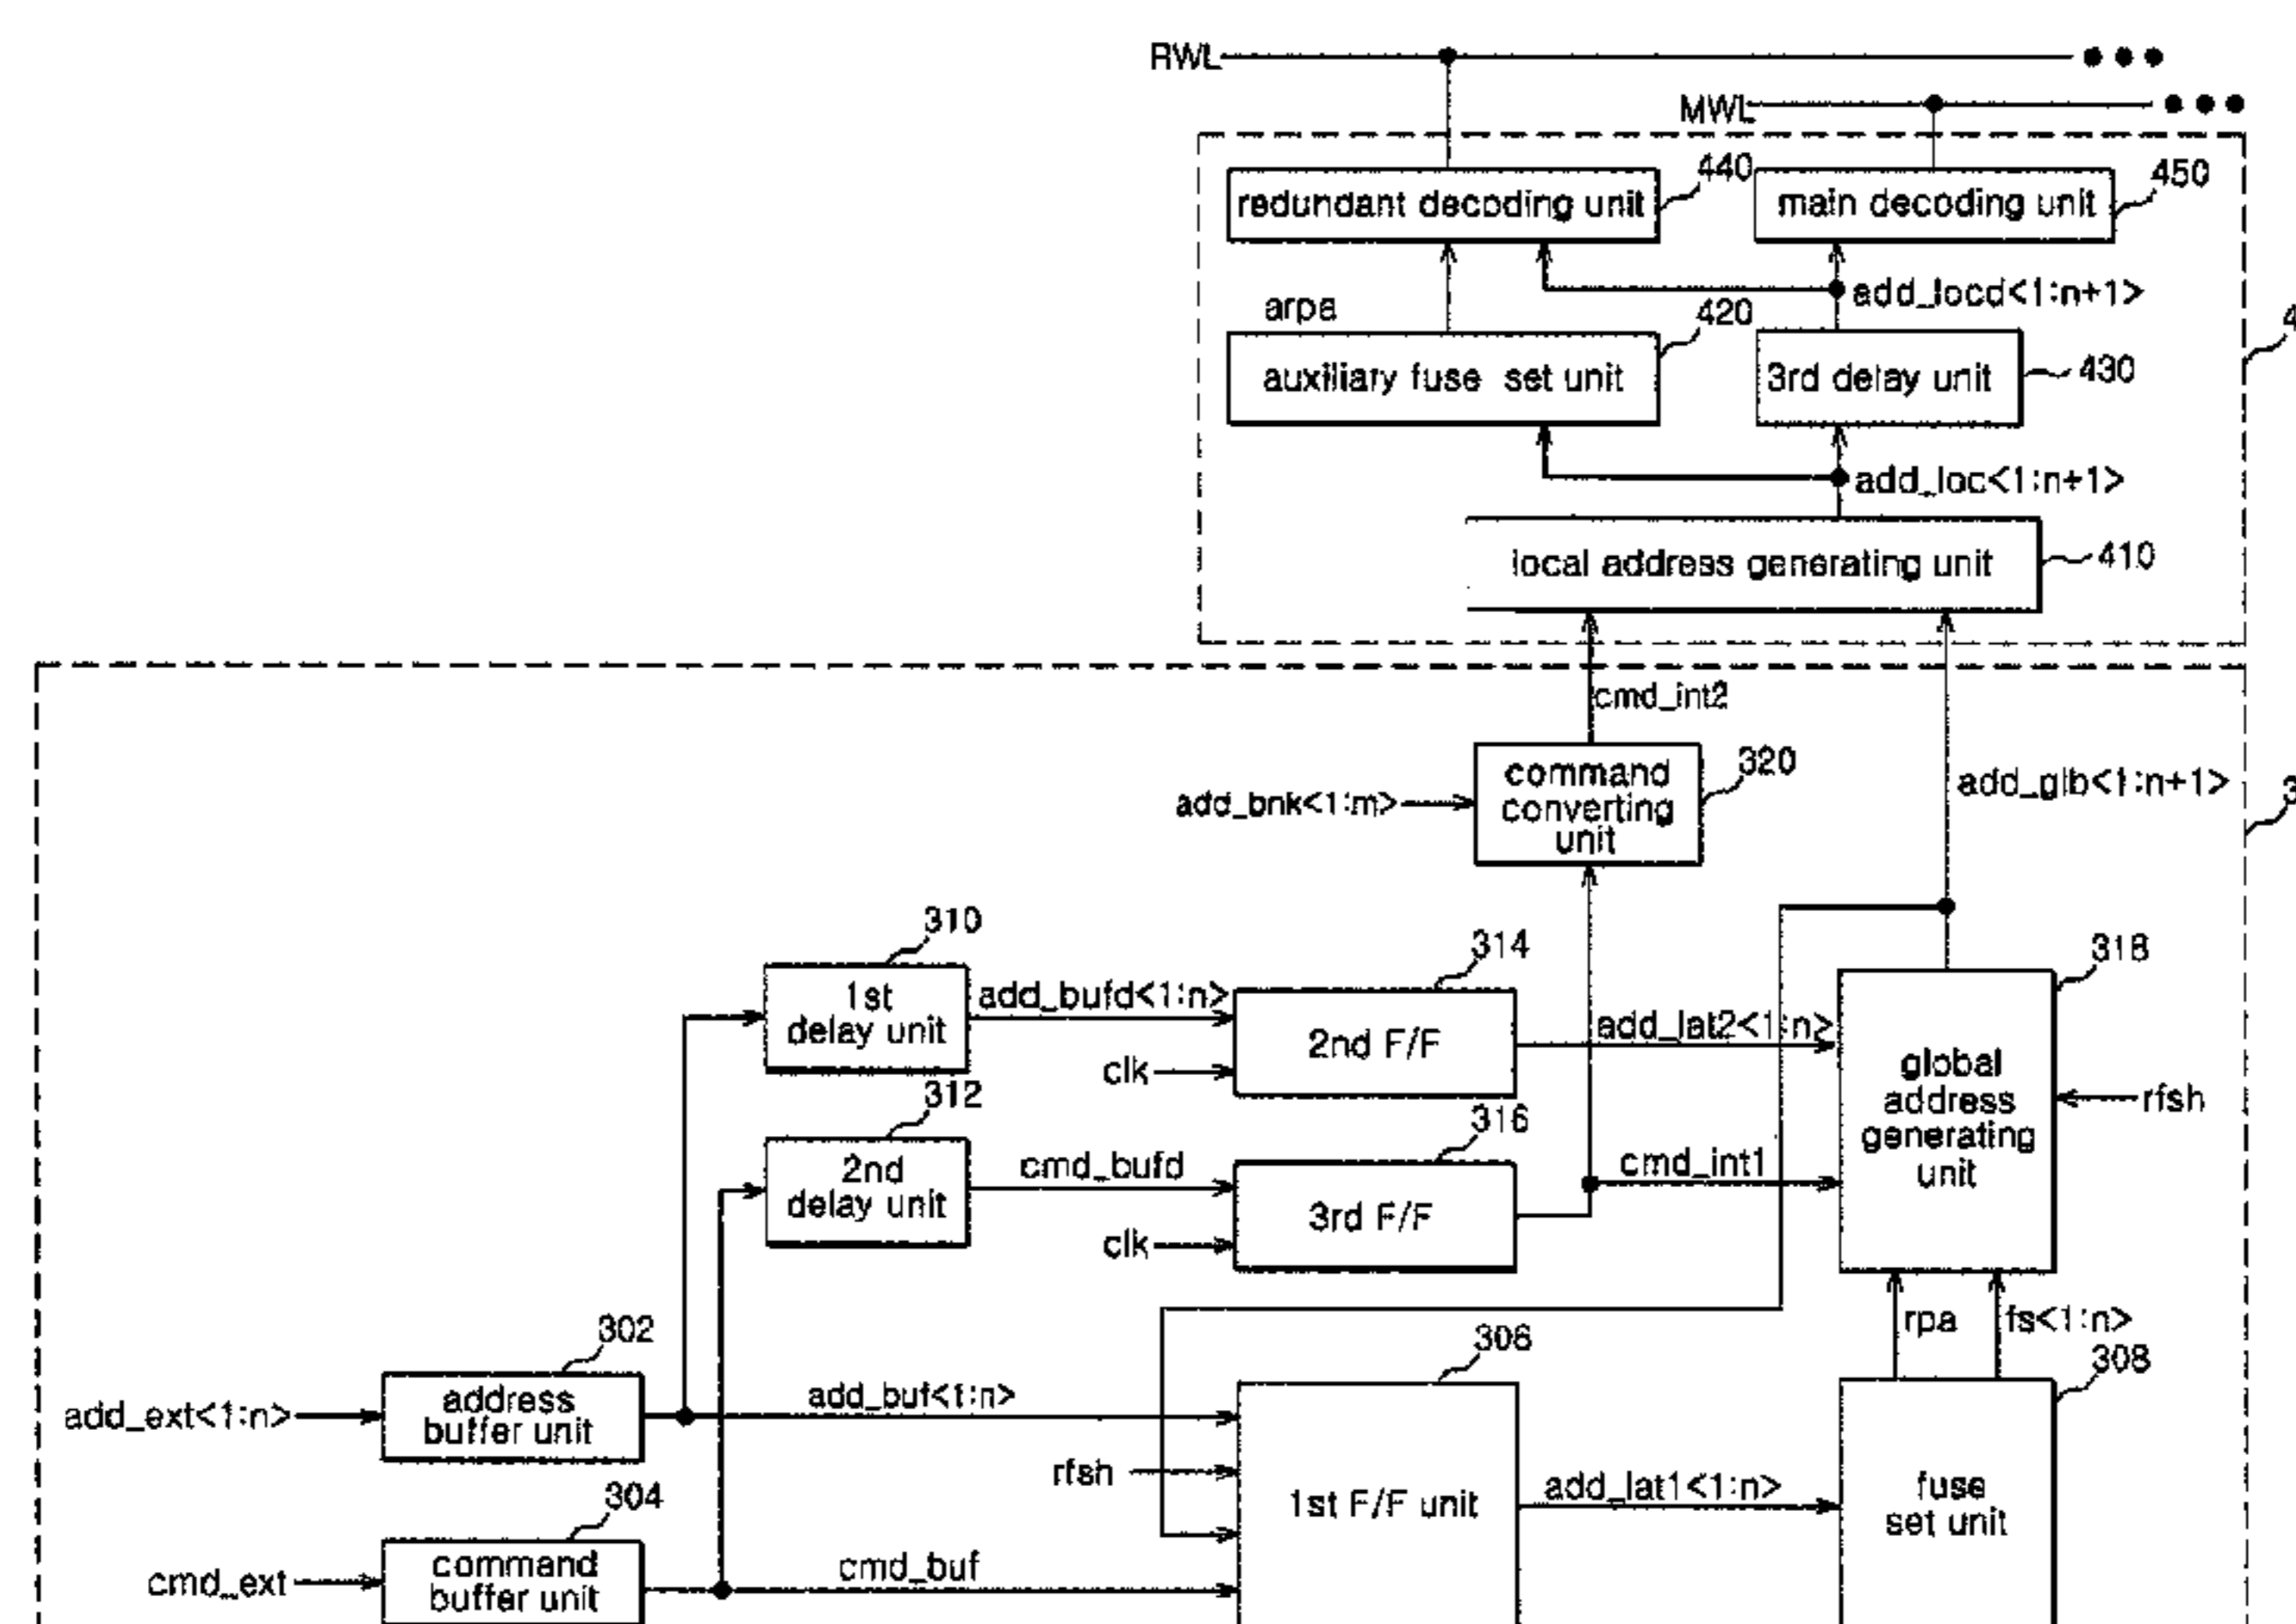 RWL
MWL
440
450
redundant decoding unit
main decoding unit
add_locd<1:n+1>
arpa
420
auxiliary fuse set unit
3rd delay unit
430
add_loc<1:n+1>
local address generating unit
410
cmd_int2
320
command
converting
unit
add_bnk<1:m>
add_glb<1:n+1>
310
314
318
1st
delay unit
add_bufd<1:n>
2nd F/F
add_lat2<1:n>
clk
global
address
generating
unit
rfsh
312
316
2nd
delay unit
cmd_bufd
3rd F/F
cmd_int1
clk
rpa
fs<1:n>
302
306
308
add_ext<1:n>
address
buffer unit
add_buf<1:n>
rfsh
1st F/F unit
add_lat1<1:n>
fuse
set unit
304
cmd_ext
command
buffer unit
cmd_buf